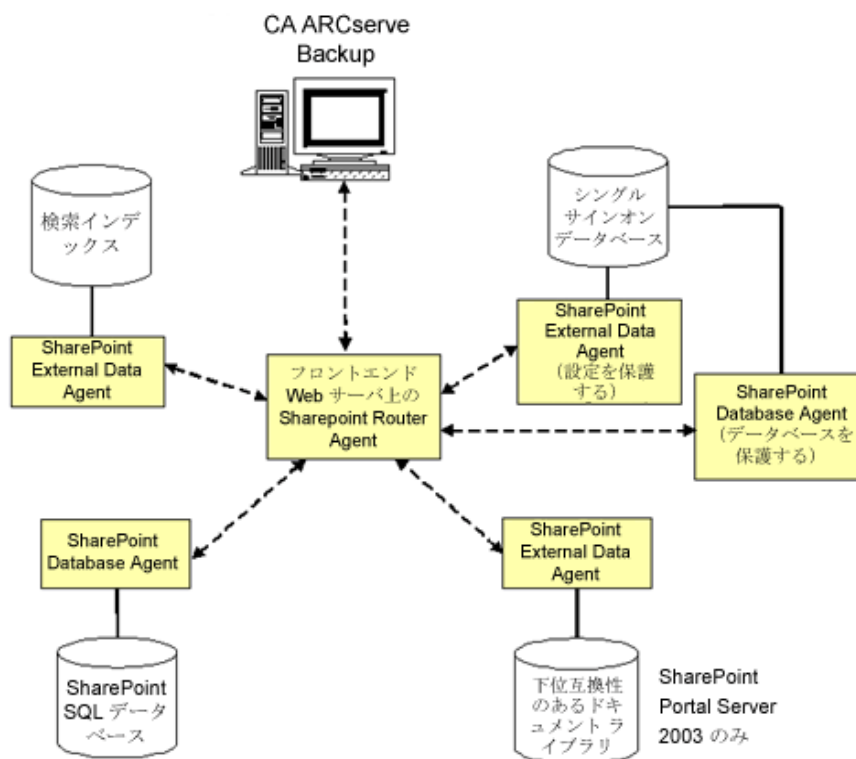 CA ARCserve
Backup
検索インデ
ックス
シングル
サインオン
データベース
SharePoint
External Data
Agent
SharePoint
External Data
Agent
(設定を保護
する)
フロントエンド
Web サーバ上の
Sharepoint Router
Agent
SharePoint
Database Agent
(データベースを
保護する)
SharePoint
Database Agent
SharePoint
External Data
Agent
SharePoint
SQL データ
ベース
下位互換性
のあるドキ
ュメント ラ
イブラリ
SharePoint
Portal Server
2003 のみ